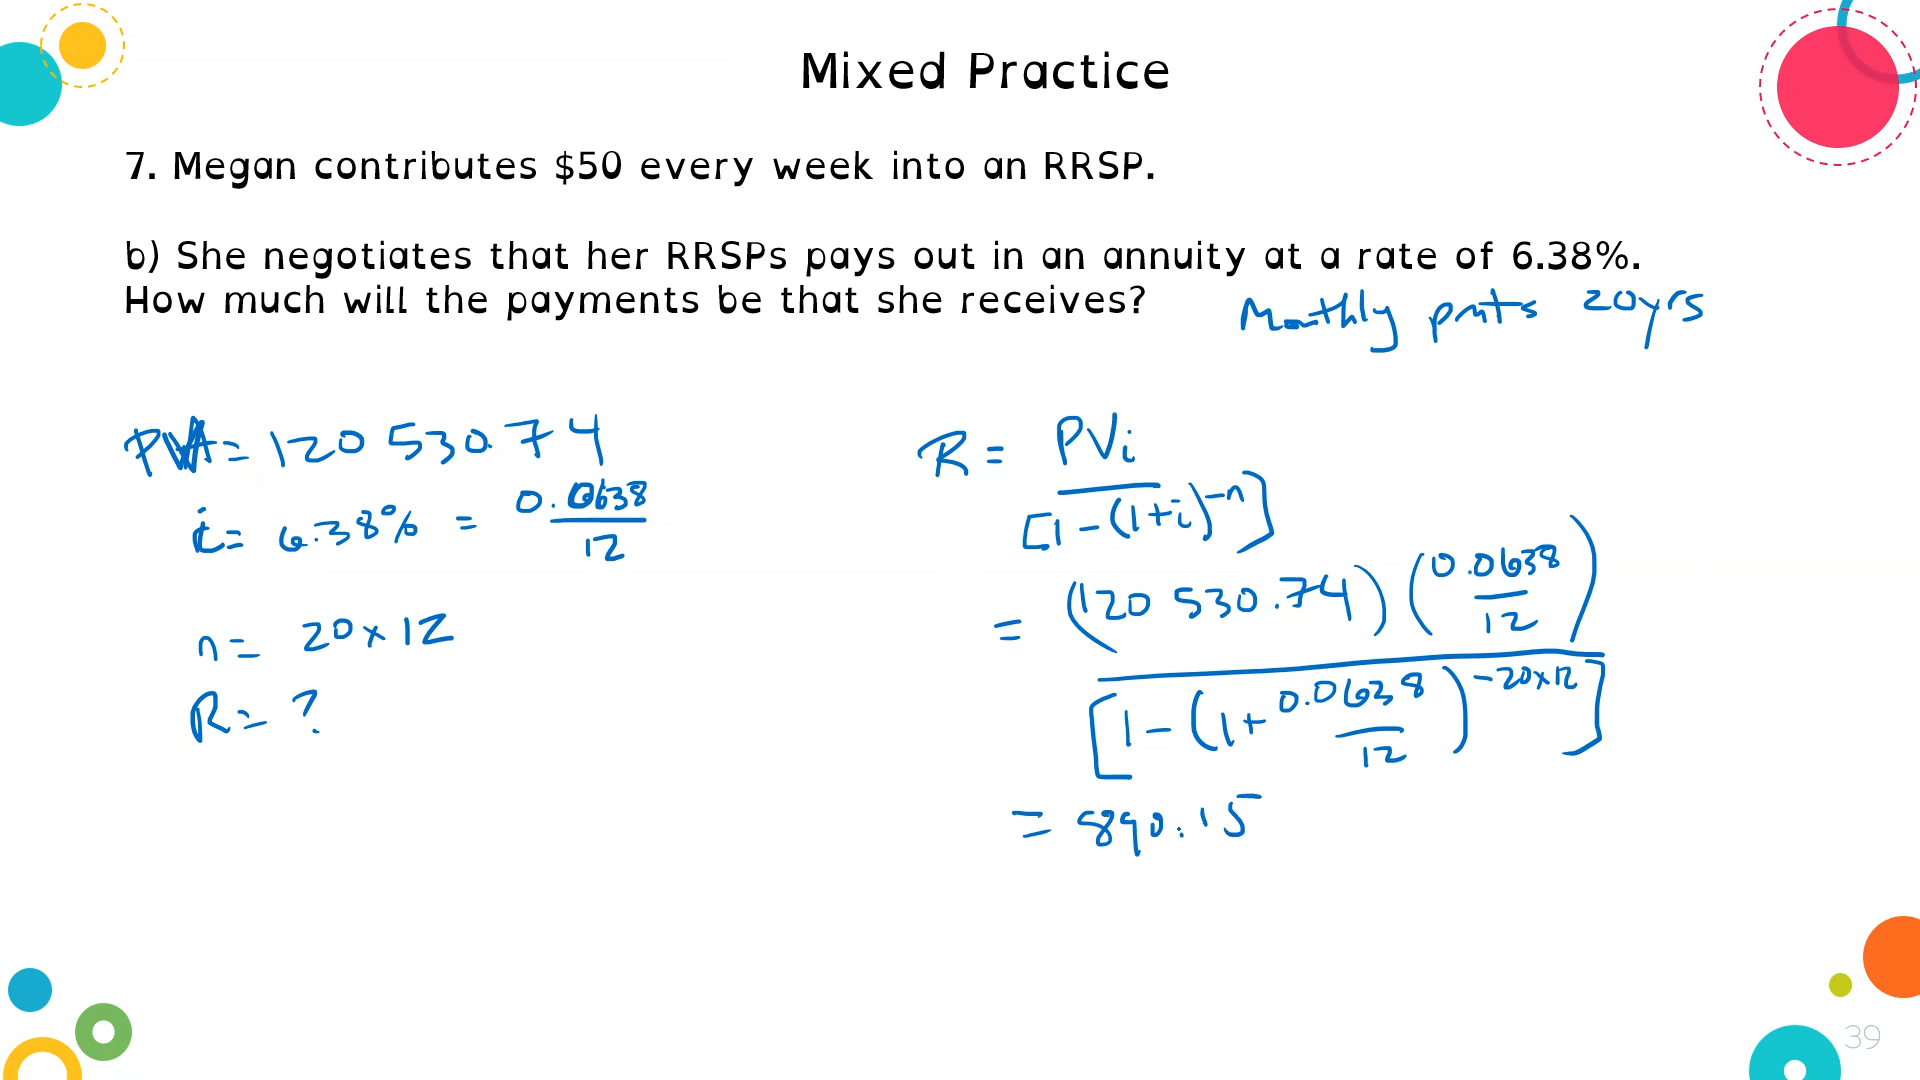 Mixed Practice
7. Megan contributes $50 every week into an RRSP.
b) She negotiates that her RRSPs pays out in an annuity at a rate of 6.38%.
How much will the payments be that she receives?
Monthly pmts 20yrs
PV = 120 530.74
i = 6.38% = 0.0638/12
n = 20 x 12
R = ?
R = PVi / [1 - (1+i)^-n]
= (120 530.74)(0.0638/12) / [1 - (1 + 0.0638/12)^-20x12]
= 890.15
39